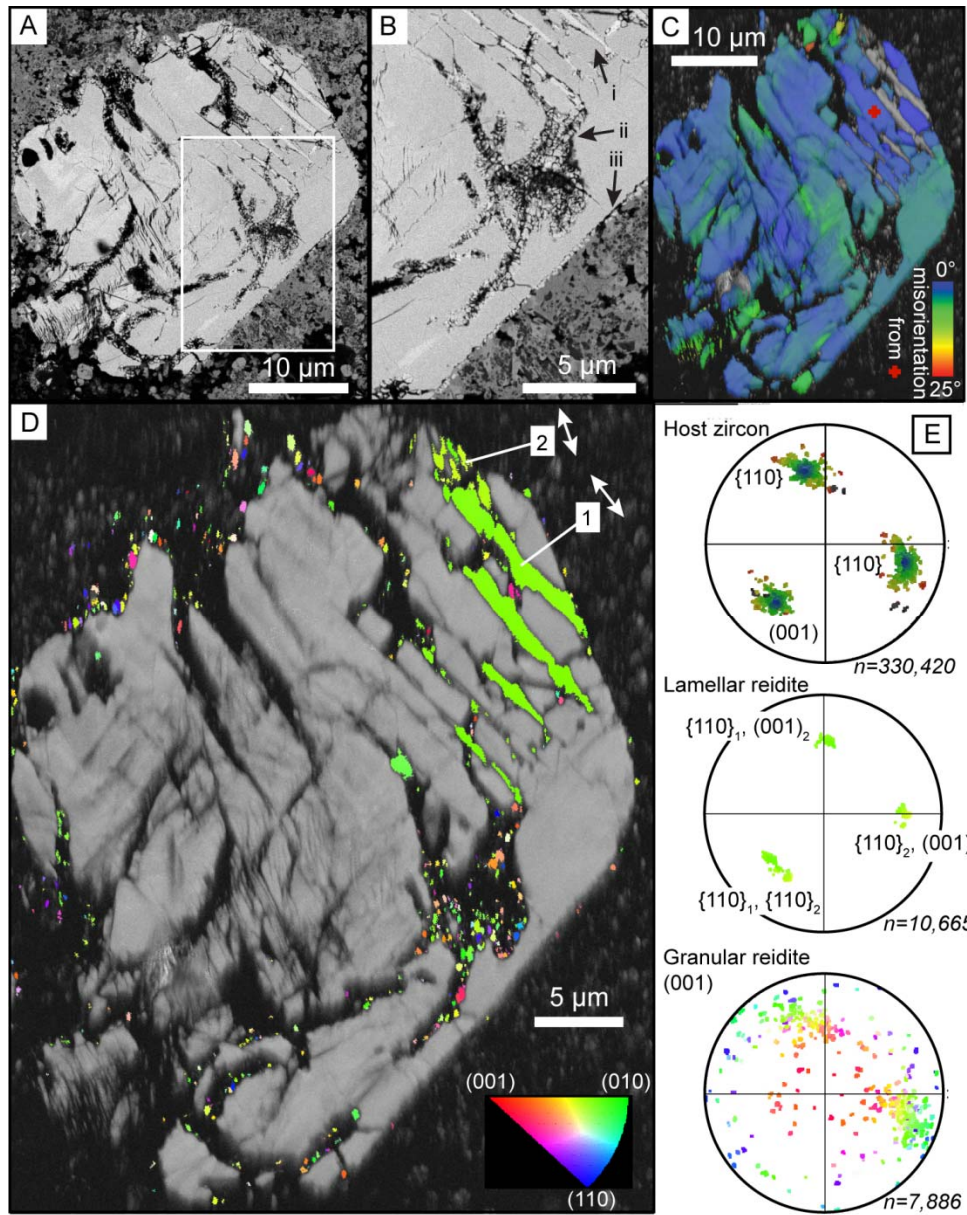 A
10 µm
B
i
ii
iii
5 µm
C
10 µm
0°
misorientation
from
25°
D
2
1
5 µm
(001)
(010)
(110)
E
Host zircon
{110}
{110}
(001)
n=330,420
Lamellar reidite
{110}1, (001)2
{110}2, (001)
{110}1, {110}2
n=10,665
Granular reidite
(001)
n=7,886